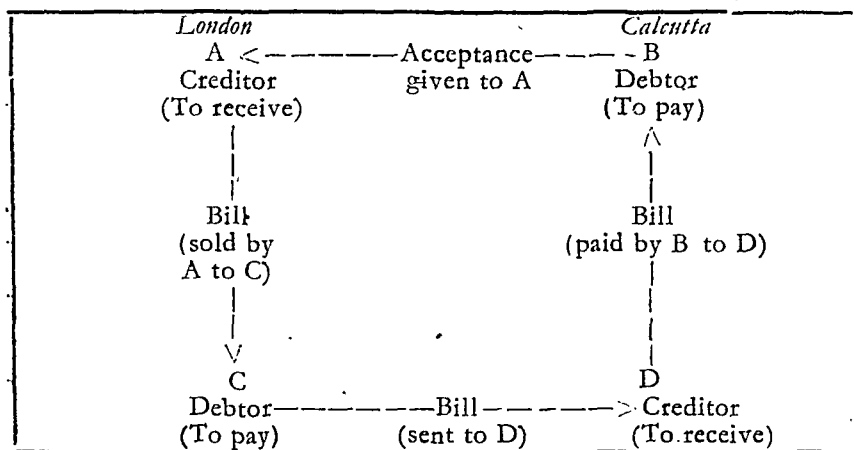 London Calcutta
A <------Acceptance------ B
Creditor given to A Debtor
(To receive) (To pay)
Bill Bill
(sold by (paid by B to D)
A to C)
C D
Debtor------Bill------> Creditor
(To pay) (sent to D) (To receive)